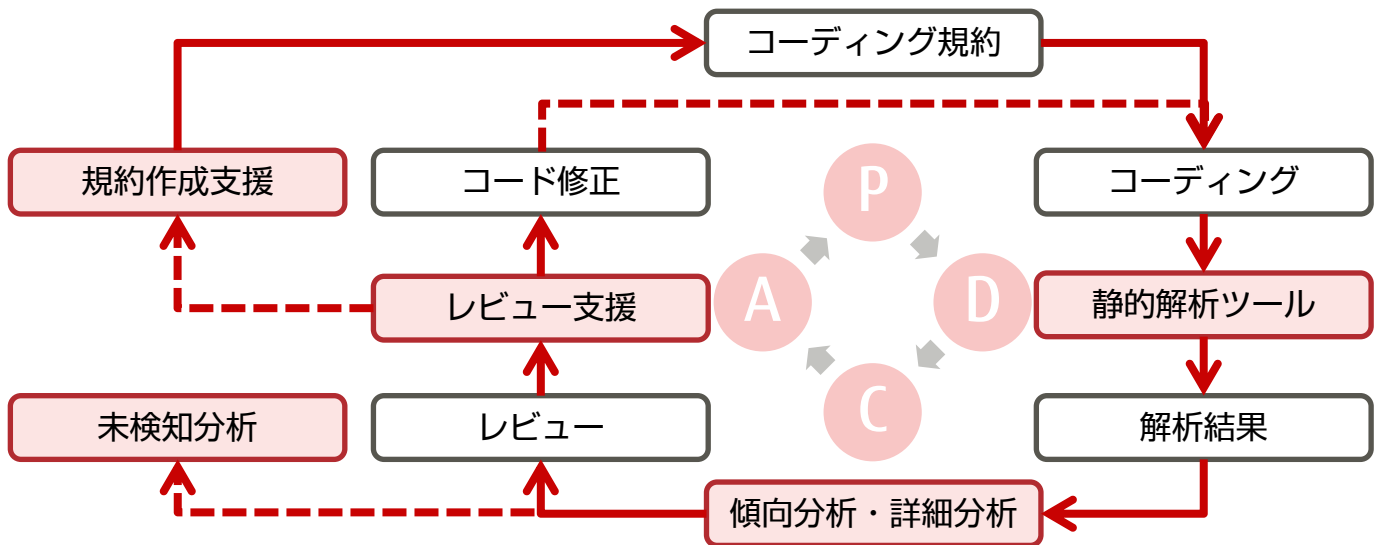 コーディング規約
規約作成支援
コード修正
コーディング
P
A
D
C
レビュー支援
静的解析ツール
未検知分析
レビュー
解析結果
傾向分析・詳細分析